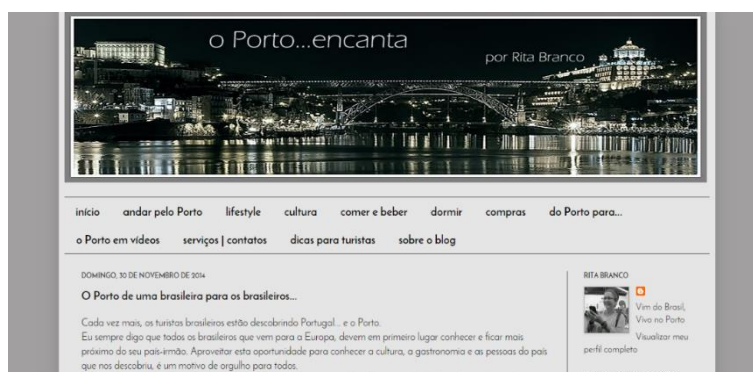 o Porto...encanta
por Rita Branco
início andar pelo Porto lifestyle cultura comer e beber dormir compras do Porto para...
o Porto em vídeos serviços | contatos dicas para turistas sobre o blog
DOMINGO, 30 DE NOVEMBRO DE 2014
O Porto de uma brasileira para os brasileiros...
Cada vez mais, os turistas brasileiros estão descobrindo Portugal... e o Porto.
Eu sempre digo que todos os brasileiros que vem para a Europa, devem em primeiro lugar conhecer e ficar mais
próximo do seu país-irmão. Aproveitar esta oportunidade para conhecer a cultura, a gastronomia e as pessoas do país
que nos descobriu, é um motivo de orgulho para todos.
RITA BRANCO
Vim do Brasil,
Vivo no Porto
Visualizar meu
perfil completo